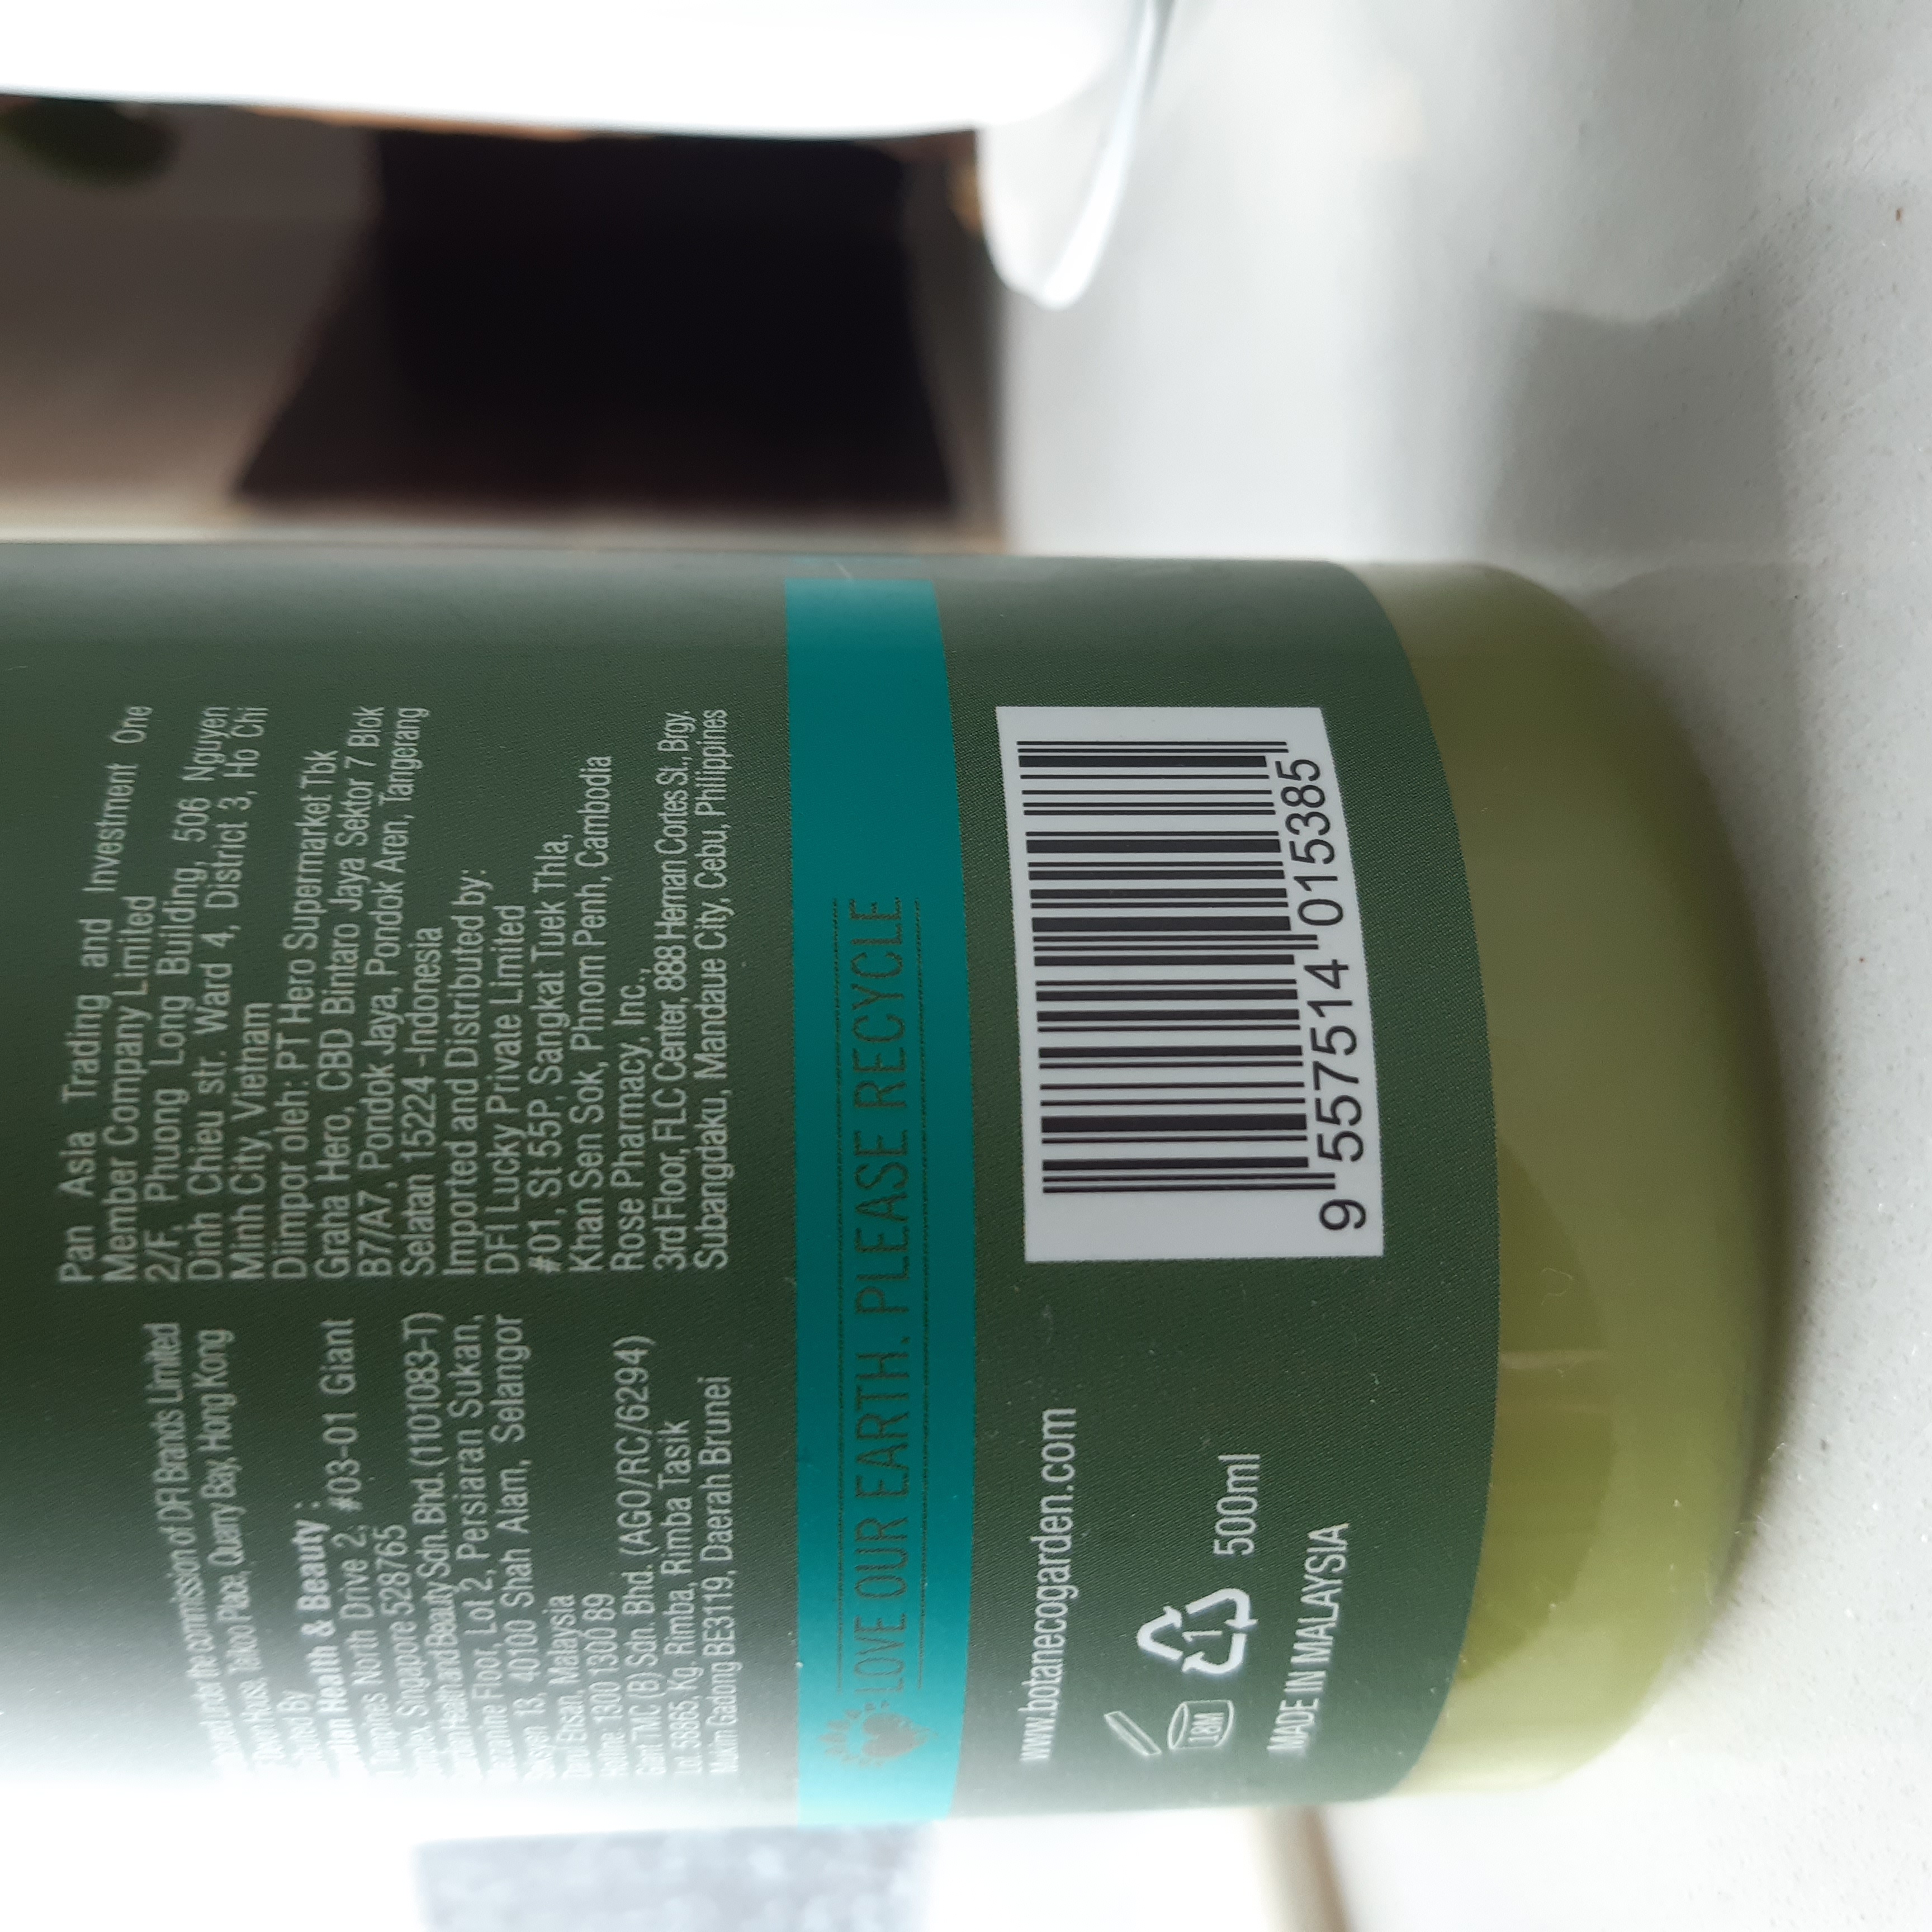 under the commission of DFI Brands Limited
Devon House, Taikoo Place, Quarry Bay, Hong Kong
By
Health & Beauty :
Tampines North Drive 2, #03-01 Giant
Singapore 528765
Health and Beauty Sdn. Bhd. (1101083-T)
Floor, Lot 2, Persiaran Sukan,
13, 40100 Shah Alam, Selangor
Darul Ehsan, Malaysia
Hotline: 1300 1300 89
Giant TMC (B) Sdn. Bhd. (AGO/RC/6294)
Lot 58865, Kg. Rimba, Rimba Tasik
Mukim Gadong BE3119, Daerah Brunei
Pan Asia Trading and Investment One
Member Company Limited
2/F, Phuong Long Building, 506 Nguyen
Dinh Chieu str. Ward 4, District 3, Ho Chi
Minh City, Vietnam
Diimpor oleh: PT Hero Supermarket Tbk
Graha Hero, CBD Bintaro Jaya Sektor 7 Blok
B7/A7, Pondok Jaya, Pondok Aren, Tangerang
Selatan 15224 -Indonesia
Imported and Distributed by:
DFI Lucky Private Limited
#01, St 55P, Sangkat Tuek Thla,
Khan Sen Sok, Phnom Penh, Cambodia
Rose Pharmacy, Inc.,
3rd Floor, FLC Center, 888 Hernan Cortes St., Brgy.
Subangdaku, Mandaue City, Cebu, Philippines
LOVE OUR EARTH. PLEASE RECYCLE
www.botanecogarden.com
18M
1
500ml
MADE IN MALAYSIA
9 557514 015385